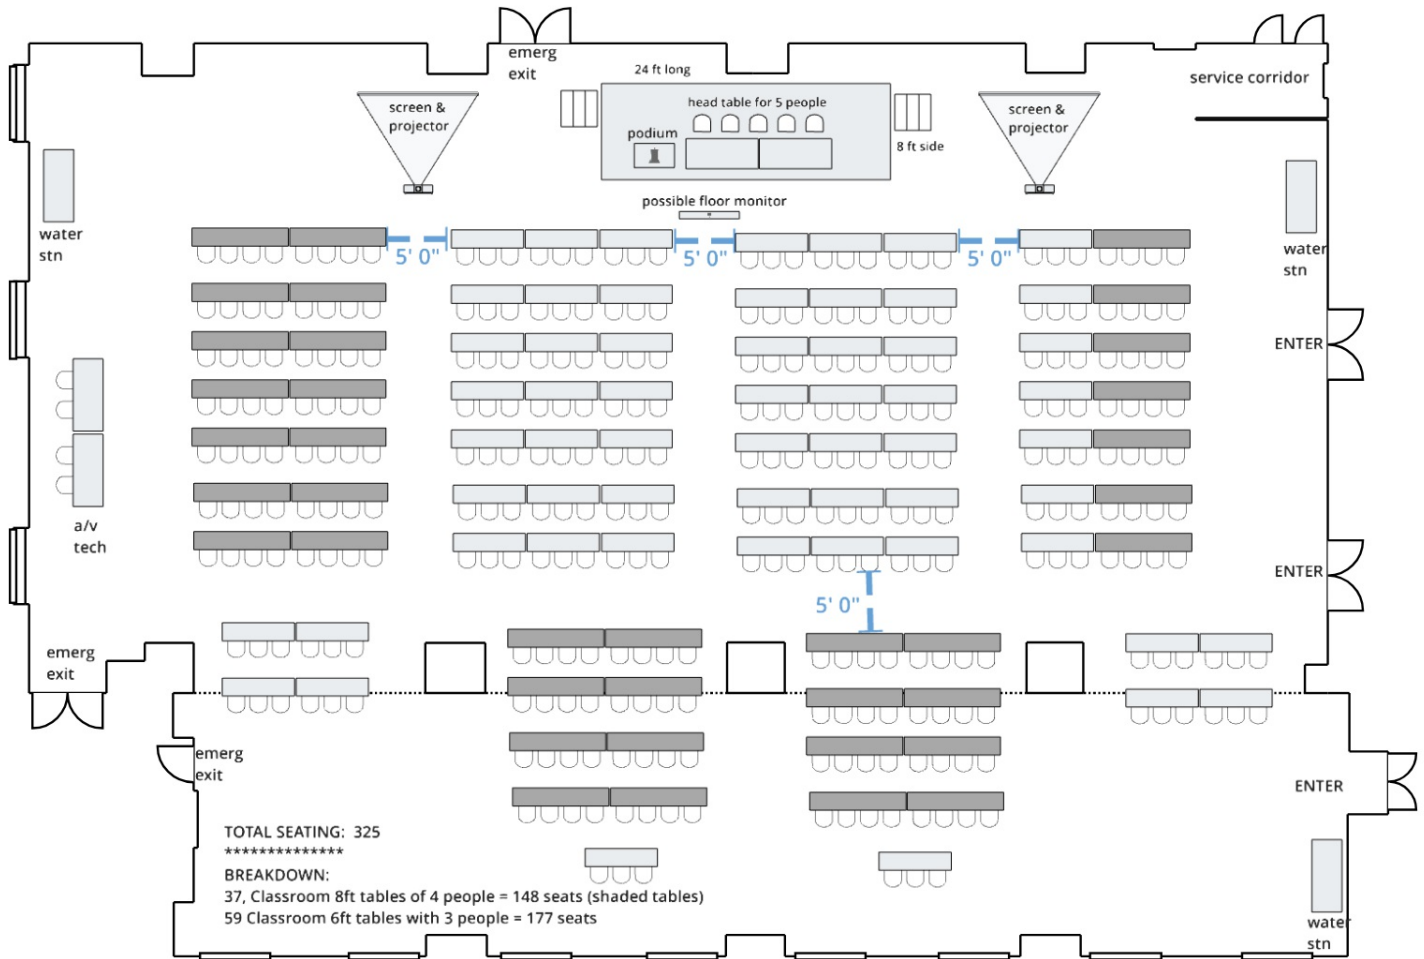 emerg
exit
24 ft long
service corridor
screen &
projector
head table for 5 people
screen &
projector
podium
8 ft side
possible floor monitor
water
stn
water
stn
5' 0"
5' 0"
5' 0"
ENTER
a/v
tech
ENTER
5' 0"
emerg
exit
emerg
exit
ENTER
TOTAL SEATING: 325
**************
BREAKDOWN:
37, Classroom 8ft tables of 4 people = 148 seats (shaded tables)
59 Classroom 6ft tables with 3 people = 177 seats
water
stn